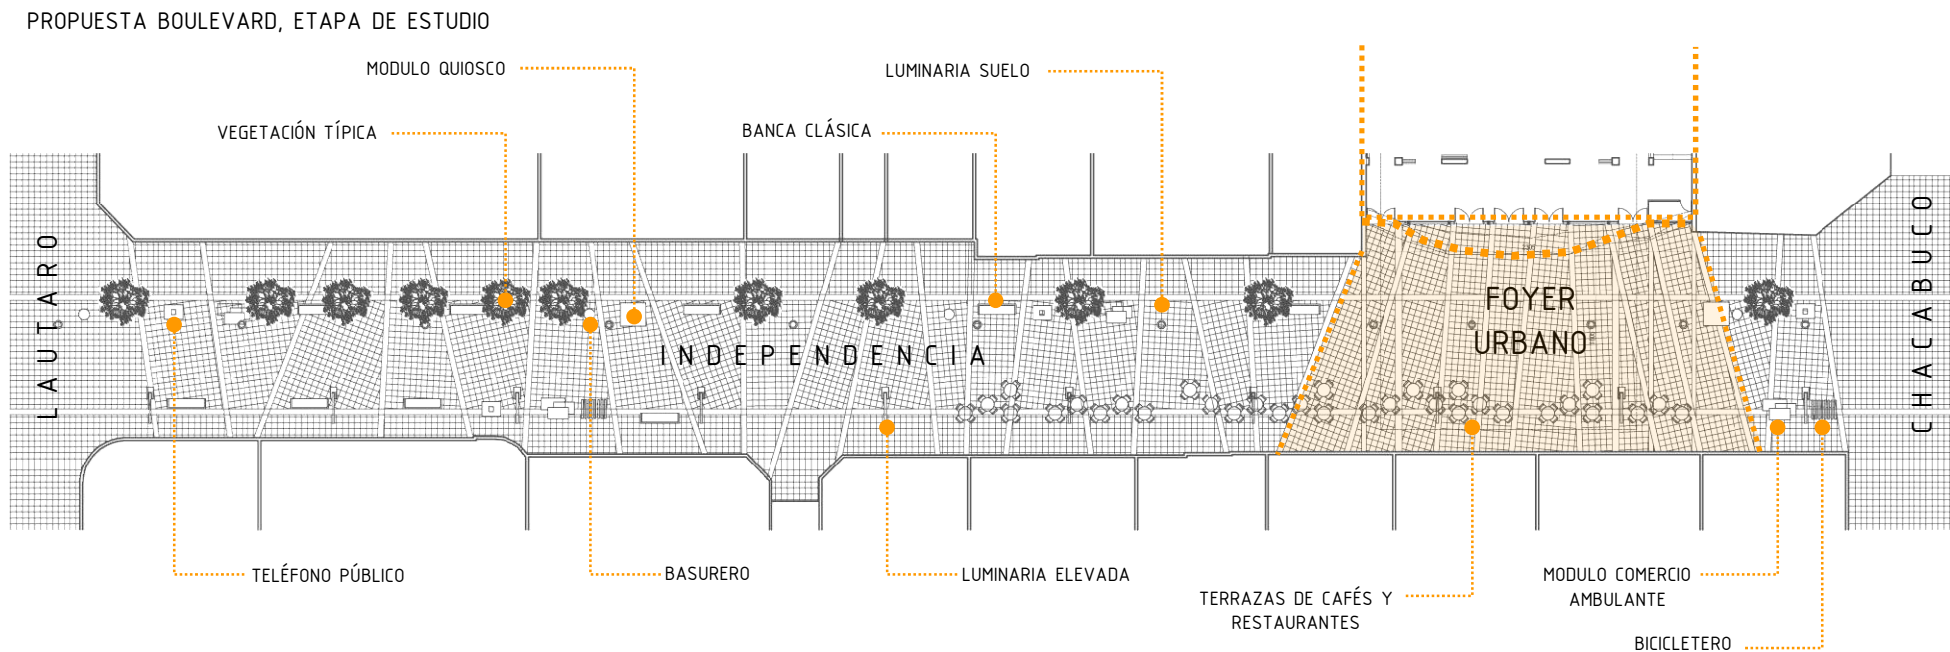 PROPUESTA BOULEVARD, ETAPA DE ESTUDIO
MODULO QUIOSCO
LUMINARIA SUELO
VEGETACIÓN TÍPICA
BANCA CLÁSICA
LAUTARO
INDEPENDENCIA
FOYER
URBANO
CHACABUCO
TELÉFONO PÚBLICO
BASURERO
LUMINARIA ELEVADA
TERRAZAS DE CAFÉS Y
RESTAURANTES
MODULO COMERCIO
AMBULANTE
BICICLETERO